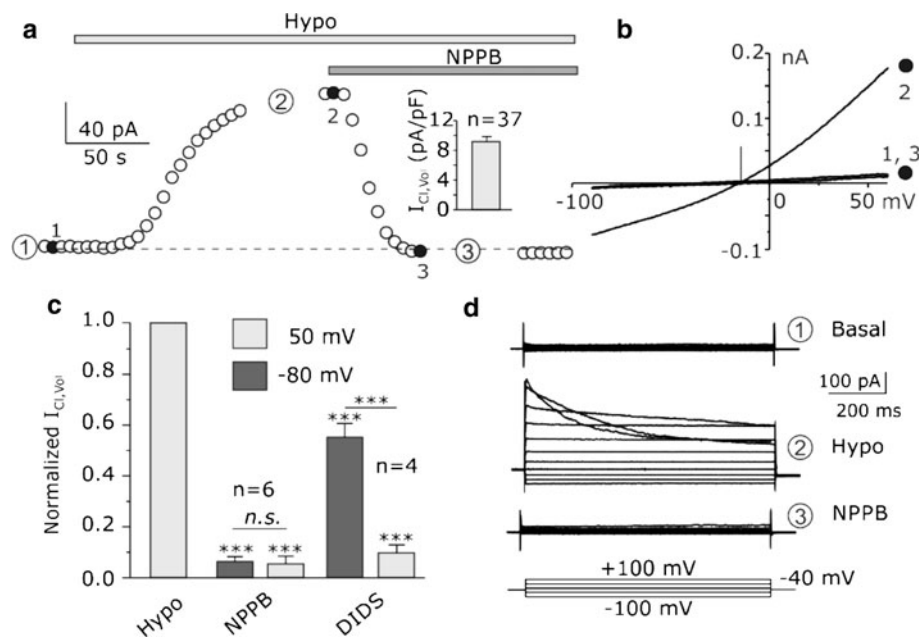 a
Hypo
NPPB
40 pA
50 s
1
①
②
2
3
③
12
8
4
0
I Cl,Vol (pA/pF)
n=37
b
0.2
nA
0.1
2
1, 3
-100
0
50 mV
-0.1
c
Normalized I Cl,Vol
1.0
0.8
0.6
0.4
0.2
0.0
50 mV
-80 mV
***
***
n=4
n=6
n.s.
*** *** ***
Hypo NPPB DIDS
d
① Basal
100 pA
200 ms
② Hypo
③ NPPB
+100 mV
-40 mV
-100 mV